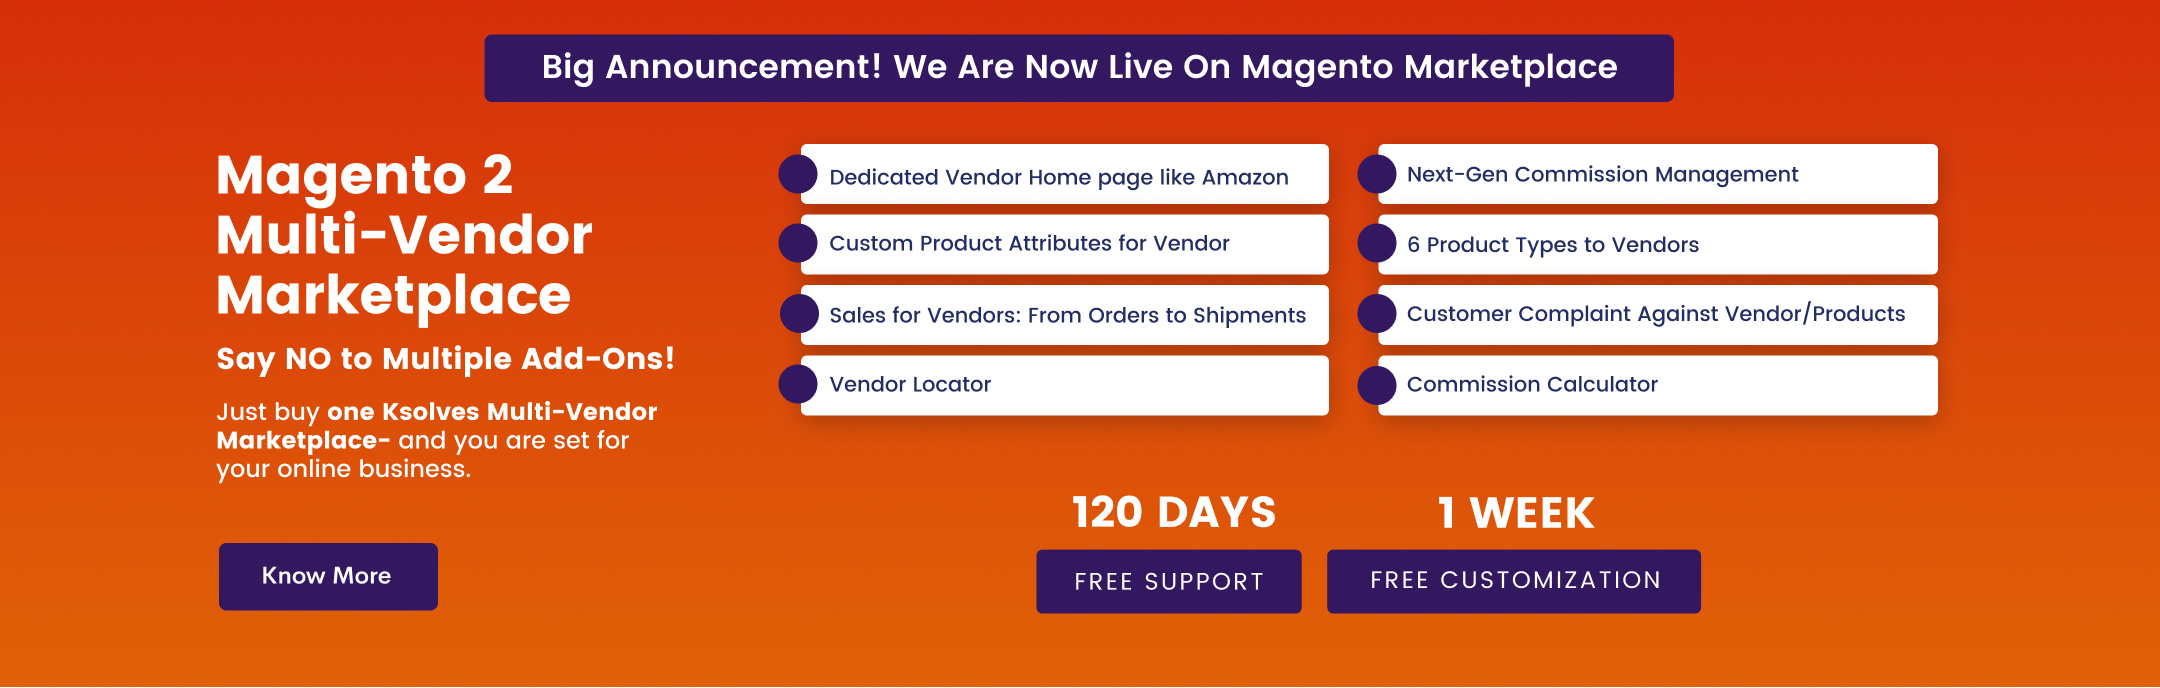 Big Announcement! We Are Now Live On Magento Marketplace
Magento 2
Multi-Vendor
Marketplace
Say NO to Multiple Add-Ons!
Just buy one Ksolves Multi-Vendor
Marketplace- and you are set for
your online business.
Know More
Dedicated Vendor Home page like Amazon
Custom Product Attributes for Vendor
Sales for Vendors: From Orders to Shipments
Vendor Locator
Next-Gen Commission Management
6 Product Types to Vendors
Customer Complaint Against Vendor/Products
Commission Calculator
120 DAYS
FREE SUPPORT
1 WEEK
FREE CUSTOMIZATION